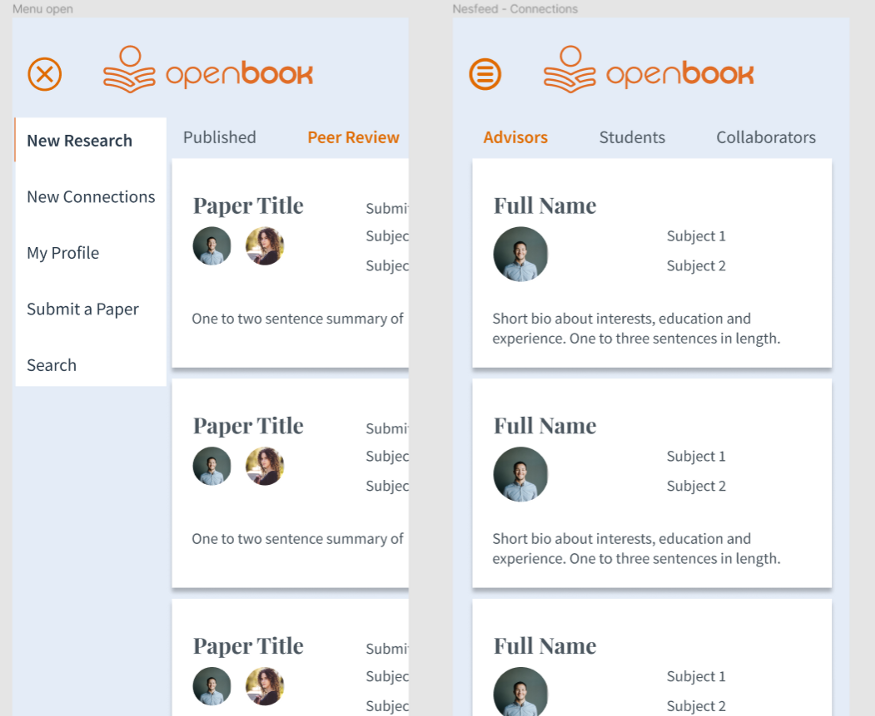 Menu open
openbook
New Research
New Connections
My Profile
Submit a Paper
Search
Published Peer Review
Paper Title
Submit
Subjec
Subjec
One to two sentence summary of
Paper Title
Submit
Subjec
Subjec
One to two sentence summary of
Paper Title
Submit
Subjec
Subjec
Nesfeed - Connections
openbook
Advisors Students Collaborators
Full Name
Subject 1
Subject 2
Short bio about interests, education and
experience. One to three sentences in length.
Full Name
Subject 1
Subject 2
Short bio about interests, education and
experience. One to three sentences in length.
Full Name
Subject 1
Subject 2